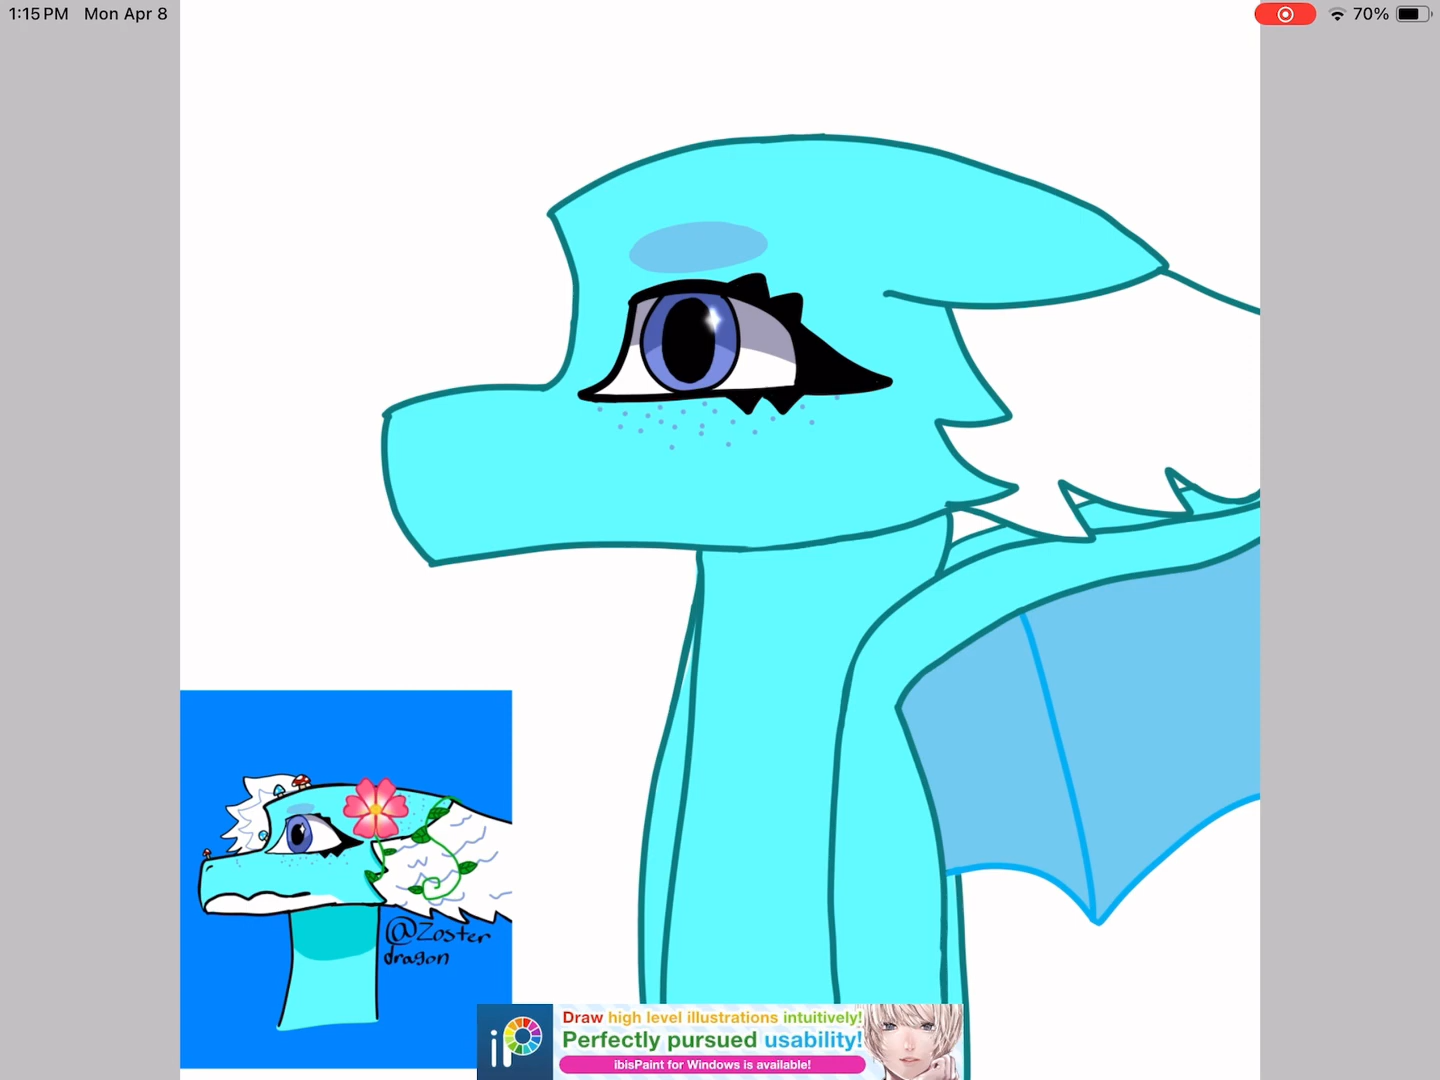 1:15 PM Mon Apr 8
70%
@Zoster
dragon
iP
Draw high level illustrations intuitively!
Perfectly pursued usability!
ibisPaint for Windows is available!